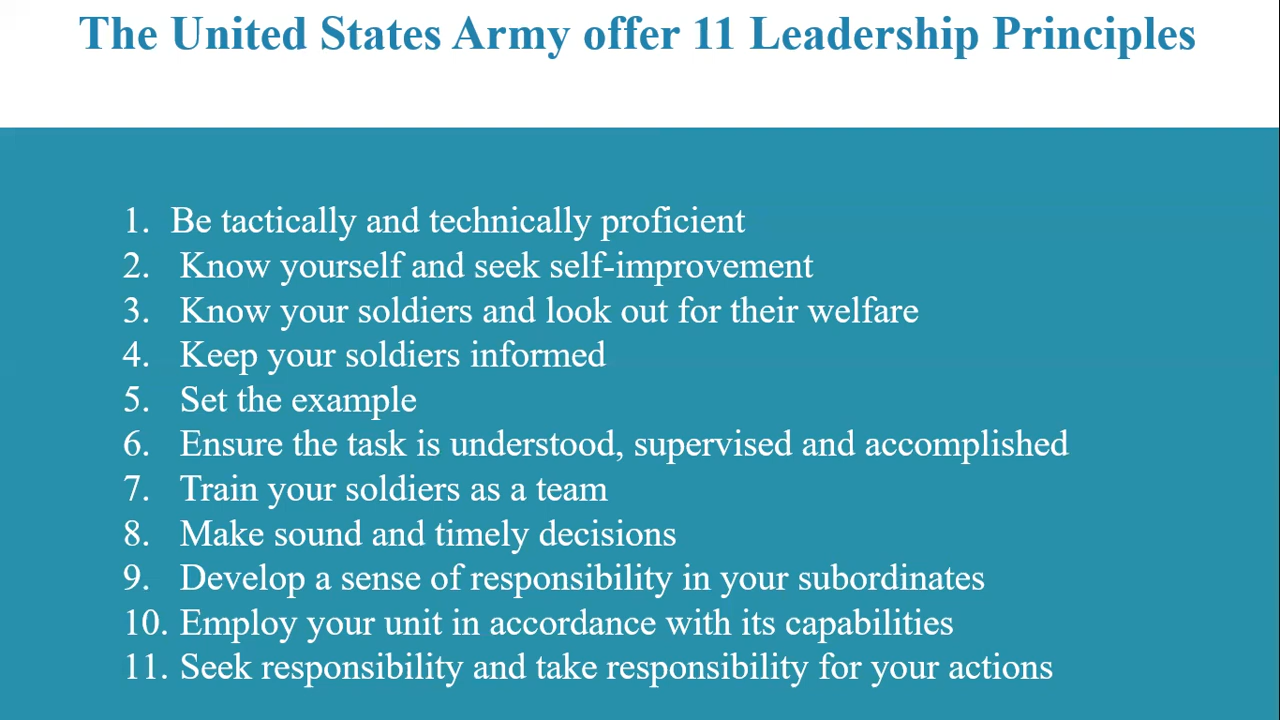 The United States Army offer 11 Leadership Principles
1. Be tactically and technically proficient
2. Know yourself and seek self-improvement
3. Know your soldiers and look out for their welfare
4. Keep your soldiers informed
5. Set the example
6. Ensure the task is understood, supervised and accomplished
7. Train your soldiers as a team
8. Make sound and timely decisions
9. Develop a sense of responsibility in your subordinates
10. Employ your unit in accordance with its capabilities
11. Seek responsibility and take responsibility for your actions